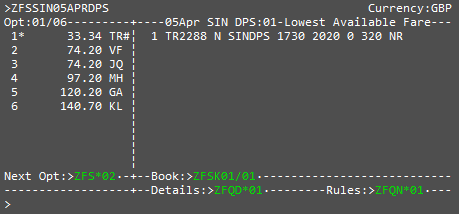 >ZFSSIN05APRDPS Currency:GBP
Opt:01/06-----------+----05Apr SIN DPS:01-Lowest Available Fare---
1* 33.34 TR# ¦ 1 TR2288 N SINDPS 1730 2020 0 320 NR
2 74.20 VF ¦
3 74.20 JQ ¦
4 97.20 MH ¦
5 120.20 GA ¦
6 140.70 KL ¦
Next Opt:>ZFS*02·-+--Book:>ZFSK01/01·----------------------------
--------------------+--Details:>ZFQD*01·--------Rules:>ZFQN*01·---
>